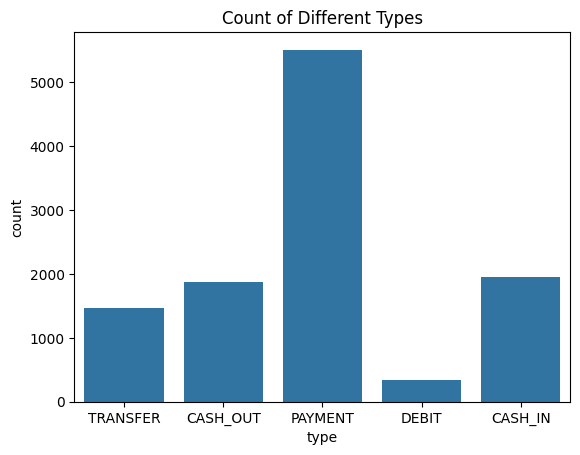 Count of Different Types
count
5000
4000
3000
2000
1000
0
TRANSFER CASH_OUT PAYMENT DEBIT CASH_IN
type